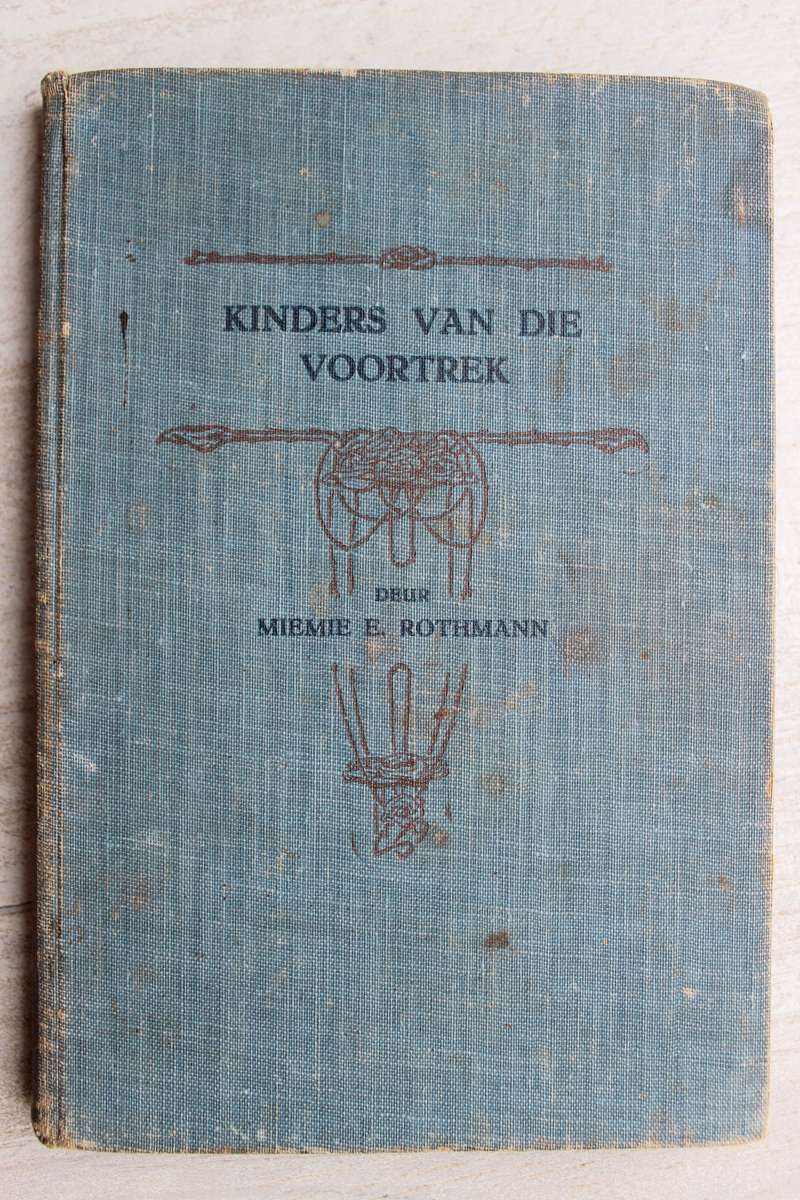 KINDERS VAN DIE
VOORTREK
DEUR
MIEMIE E. ROTHMANN